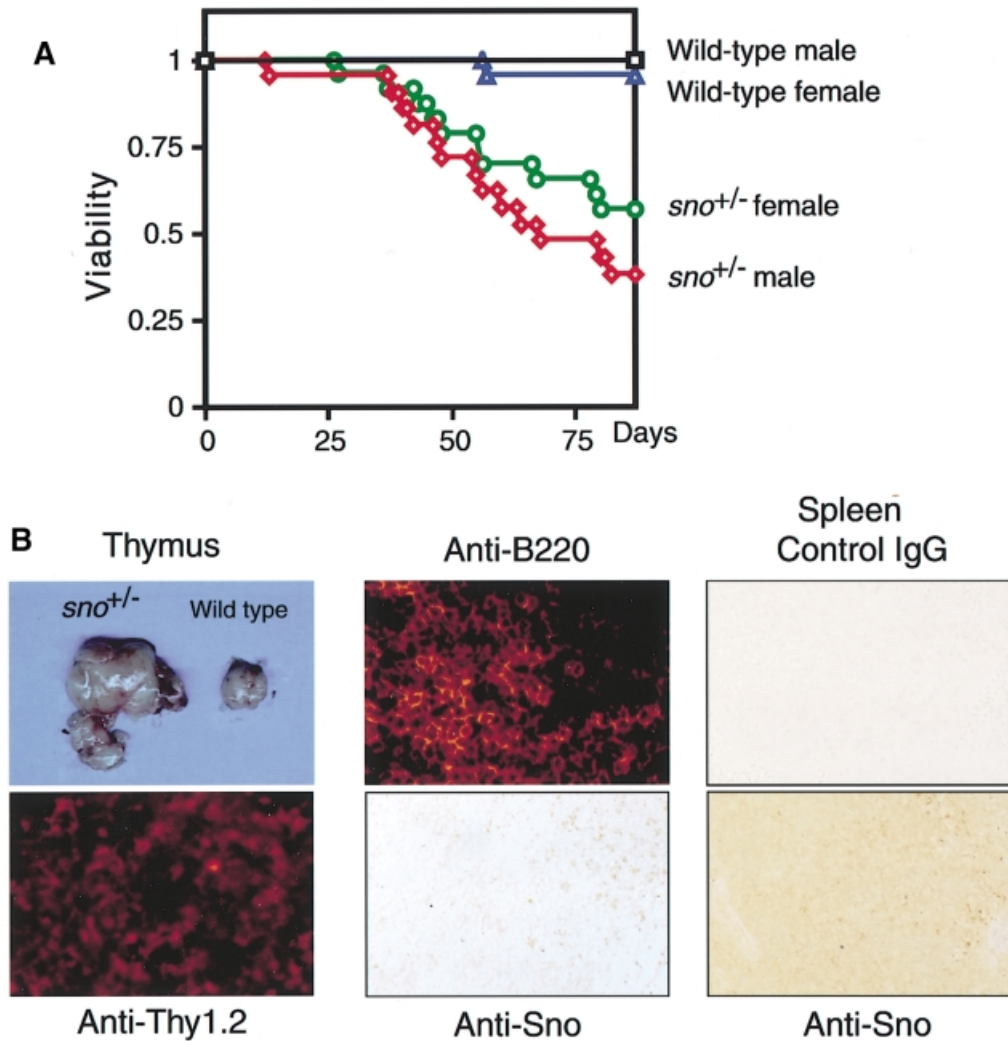 A
1
0.75
0.5
0.25
0
Viability
0
25
50
75
Days
Wild-type male
Wild-type female
sno+/- female
sno+/- male
B
Thymus
Anti-B220
Spleen
Control IgG
sno+/-
Wild type
Anti-Thy1.2
Anti-Sno
Anti-Sno